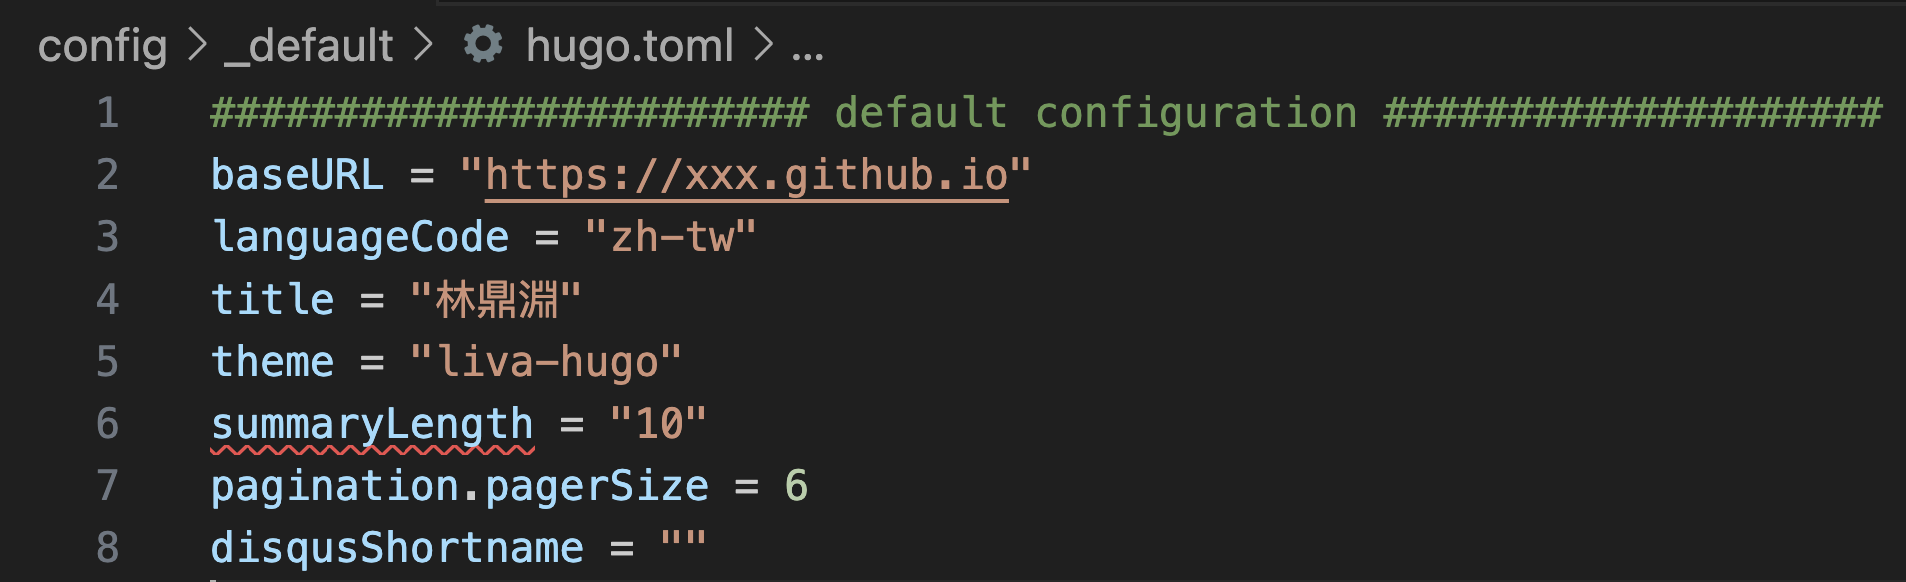 config > _default > hugo.toml > ...
1 ######################## default configuration ####################
2 baseURL = "https://xxx.github.io"
3 languageCode = "zh-tw"
4 title = "林鼎淵"
5 theme = "liva-hugo"
6 summaryLength = "10"
7 pagination.pagerSize = 6
8 disqusShortname = ""